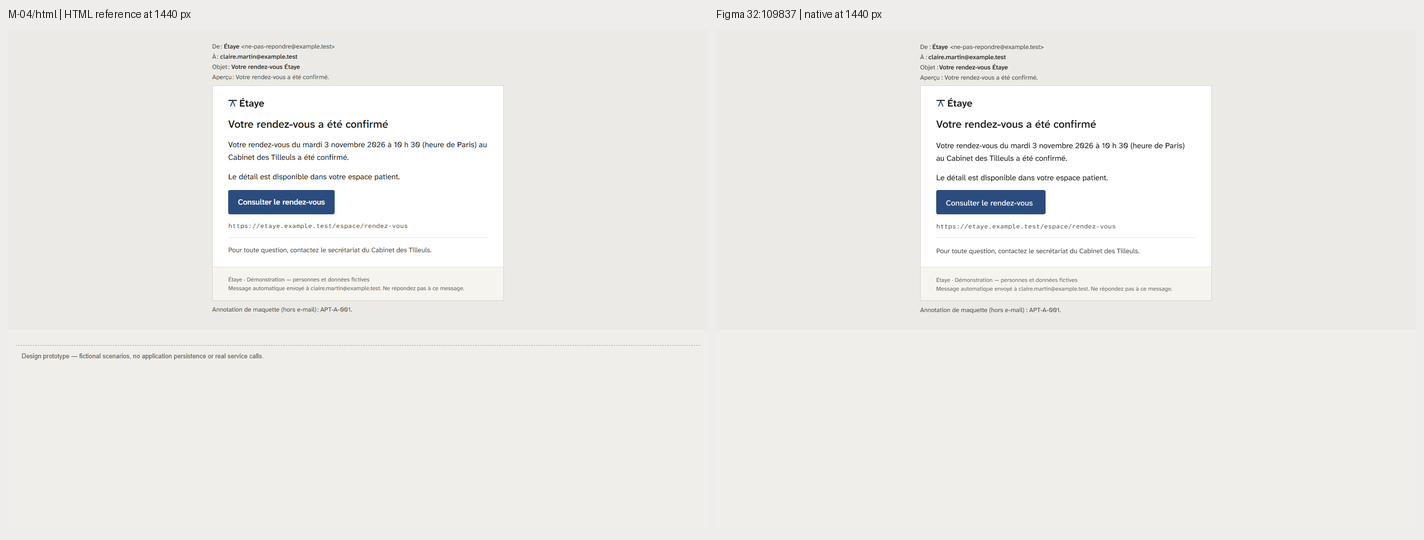 M-04/html | HTML reference at 1440 px
De : Étaye <ne-pas-repondre@example.test>
À : claire.martin@example.test
Objet : Votre rendez-vous Étaye
Aperçu : Votre rendez-vous a été confirmé.
Étaye
Votre rendez-vous a été confirmé
Votre rendez-vous du mardi 3 novembre 2026 à 10 h 30 (heure de Paris) au
Cabinet des Tilleuls a été confirmé.
Le détail est disponible dans votre espace patient.
Consulter le rendez-vous
https://etaye.example.test/espace/rendez-vous
Pour toute question, contactez le secrétariat du Cabinet des Tilleuls.
Étaye · Démonstration — personnes et données fictives
Message automatique envoyé à claire.martin@example.test. Ne répondez pas à ce message.
Annotation de maquette (hors e-mail) : APT-A-001.
Design prototype — fictional scenarios, no application persistence or real service calls.
Figma 32:109837 | native at 1440 px
De : Étaye <ne-pas-repondre@example.test>
À : claire.martin@example.test
Objet : Votre rendez-vous Étaye
Aperçu : Votre rendez-vous a été confirmé.
Étaye
Votre rendez-vous a été confirmé
Votre rendez-vous du mardi 3 novembre 2026 à 10 h 30 (heure de Paris)
au Cabinet des Tilleuls a été confirmé.
Le détail est disponible dans votre espace patient.
Consulter le rendez-vous
https://etaye.example.test/espace/rendez-vous
Pour toute question, contactez le secrétariat du Cabinet des Tilleuls.
Étaye · Démonstration — personnes et données fictives
Message automatique envoyé à claire.martin@example.test. Ne répondez pas à ce message.
Annotation de maquette (hors e-mail) : APT-A-001.